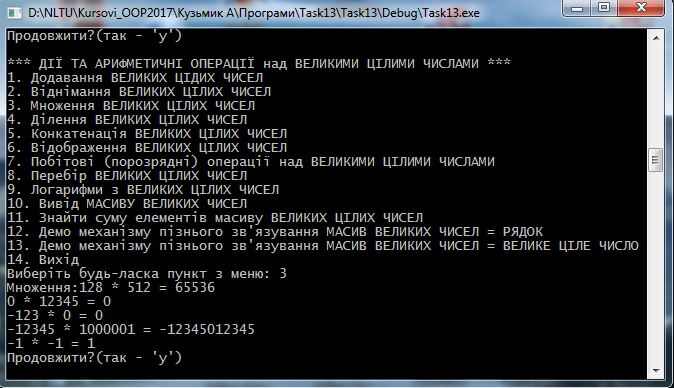 D:\NLTU\Kursovi_OOP2017\Кузьмик А\Програми\Task13\Task13\Debug\Task13.exe
Продовжити?(так - 'y')
*** ДІЇ ТА АРИФМЕТИЧНІ ОПЕРАЦІЇ над ВЕЛИКИМИ ЦІЛИМИ ЧИСЛАМИ ***
1. Додавання ВЕЛИКИХ ЦІДИХ ЧИСЕЛ
2. Віднімання ВЕЛИКИХ ЦІЛИХ ЧИСЕЛ
3. Множення ВЕЛИКИХ ЦІЛИХ ЧИСЕЛ
4. Ділення ВЕЛИКИХ ЦІЛИХ ЧИСЕЛ
5. Конкатенація ВЕЛИКИХ ЦІЛИХ ЧИСЕЛ
6. Відображення ВЕЛИКИХ ЦІЛИХ ЧИСЕЛ
7. Побітові (порозрядні) операції над ВЕЛИКИМИ ЦІЛИМИ ЧИСЛАМИ
8. Перебір ВЕЛИКИХ ЦІЛИХ ЧИСЕЛ
9. Логарифми з ВЕЛИКИХ ЦІЛИХ ЧИСЕЛ
10. Вивід МАСИВУ ВЕЛИКИХ ЧИСЕЛ
11. Знайти суму елементів масиву ВЕЛИКИХ ЦІЛИХ ЧИСЕЛ
12. Демо механізму пізнього зв'язування МАСИВ ВЕЛИКИХ ЧИСЕЛ = РЯДОК
13. Демо механізму пізнього зв'язування МАСИВ ВЕЛИКИХ ЧИСЕЛ = ВЕЛИКЕ ЦІЛЕ ЧИСЛО
14. Вихід
Виберіть будь-ласка пункт з меню: 3
Множення:128 * 512 = 65536
0 * 12345 = 0
-123 * 0 = 0
-12345 * 1000001 = -12345012345
-1 * -1 = 1
Продовжити?(так - 'y')